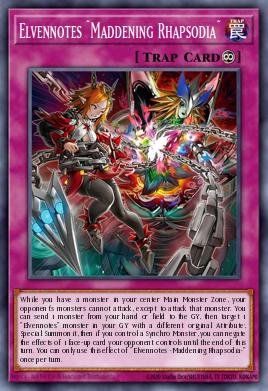 Elvennotes ~Maddening Rhapsodia~
TRAP
罠
[Trap Card]
While you have a monster in your center Main Monster Zone, your
opponent's monsters cannot attack, except to attack that monster. You
can send 1 monster from your hand or field to the GY, then target 1
"Elvennotes" monster in your GY with a different original Attribute;
Special Summon it, then if you control a Synchro Monster, you can negate
the effects of 1 face-up card your opponent controls until the end of this
turn. You can only use this effect of "Elvennotes ~Maddening Rhapsodia~"
once per turn.